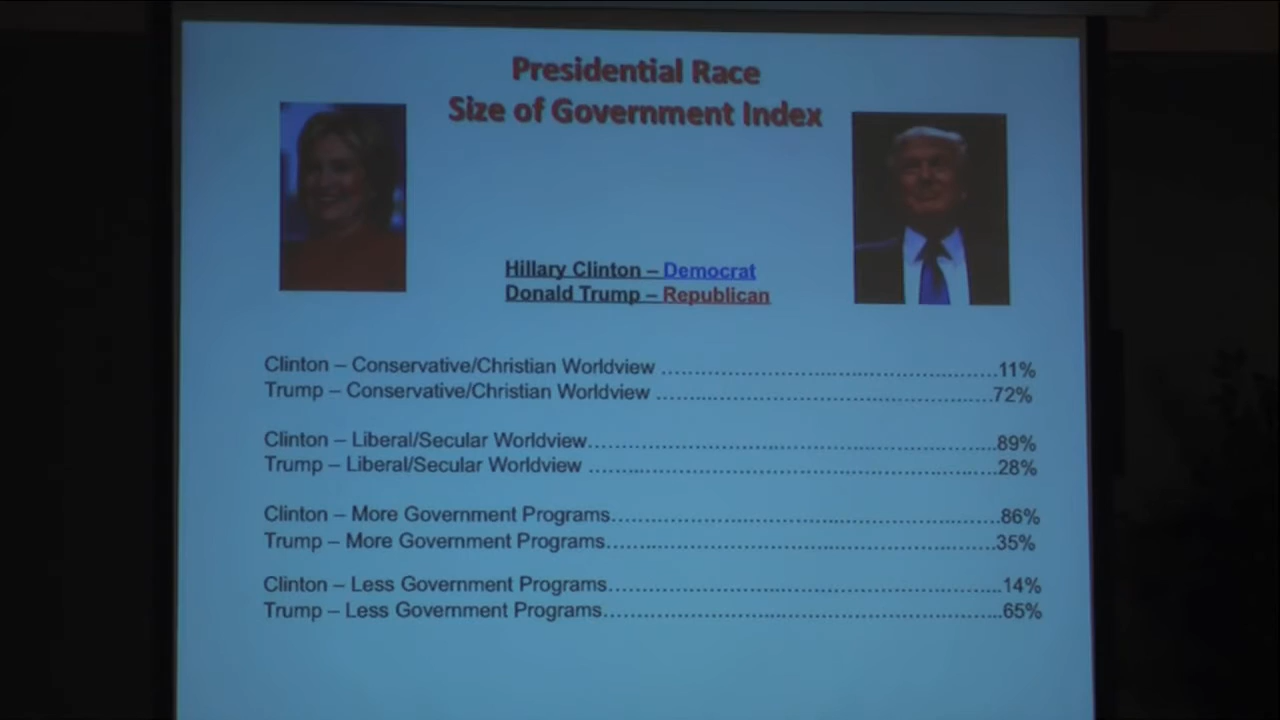 Presidential Race
Size of Government Index
Hillary Clinton – Democrat
Donald Trump – Republican
Clinton – Conservative/Christian Worldview ................................................................11%
Trump – Conservative/Christian Worldview ................................................................72%
Clinton – Liberal/Secular Worldview................................................................89%
Trump – Liberal/Secular Worldview ................................................................28%
Clinton – More Government Programs................................................................86%
Trump – More Government Programs................................................................35%
Clinton – Less Government Programs................................................................14%
Trump – Less Government Programs................................................................65%